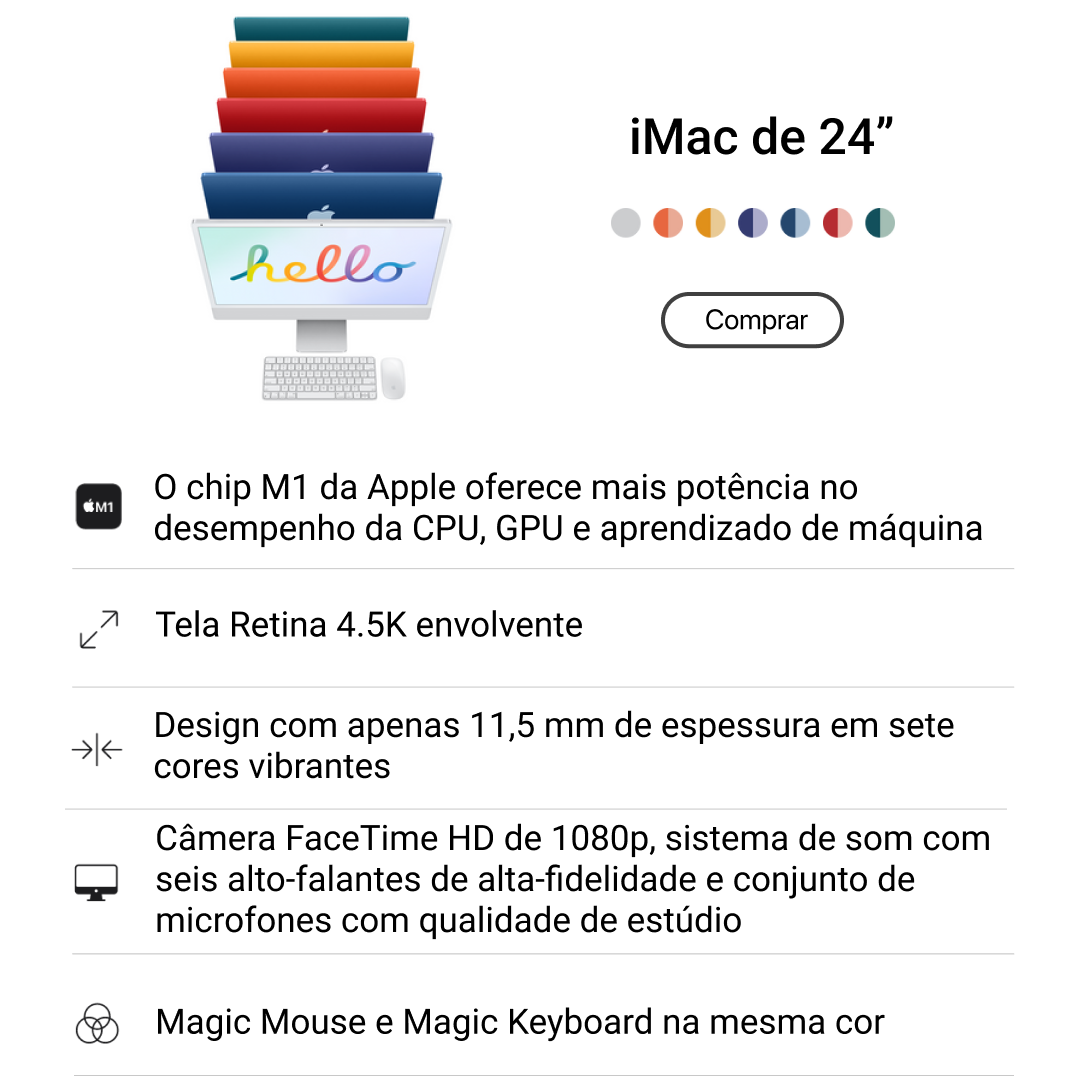 hello
iMac de 24”
Comprar
M1
O chip M1 da Apple oferece mais potência no
desempenho da CPU, GPU e aprendizado de máquina
Tela Retina 4.5K envolvente
Design com apenas 11,5 mm de espessura em sete
cores vibrantes
Câmera FaceTime HD de 1080p, sistema de som com
seis alto-falantes de alta-fidelidade e conjunto de
microfones com qualidade de estúdio
Magic Mouse e Magic Keyboard na mesma cor